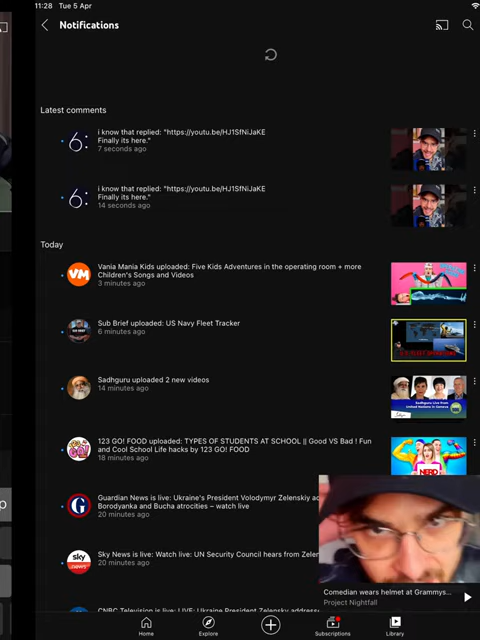 11:28 Tue 5 Apr
Notifications
Latest comments
i know that replied: "https://youtu.be/HJ1SfNiJaKE
Finally its here."
7 seconds ago
i know that replied: "https://youtu.be/HJ1SfNiJaKE
Finally its here."
14 seconds ago
Today
Vania Mania Kids uploaded: Five Kids Adventures in the operating room + more
Children's Songs and Videos
3 minutes ago
VM
Sub Brief uploaded: US Navy Fleet Tracker
6 minutes ago
Sadhguru uploaded 2 new videos
14 minutes ago
123 GO! FOOD uploaded: TYPES OF STUDENTS AT SCHOOL || Good VS Bad ! Fun
and Cool School Life hacks by 123 GO! FOOD
18 minutes ago
NERD
Guardian News is live: Ukraine's President Volodymyr Zelenskiy
Borodyanka and Bucha atrocities – watch live
20 minutes ago
G
Sky News is live: Watch live: UN Security Council hears from Zelen
20 minutes ago
sky
news
Comedian wears helmet at Grammys...
Project Nightfall
CNBC Television is live: LIVE: Ukraine President Zelenskyy addres
Home
Explore
Subscriptions
Library